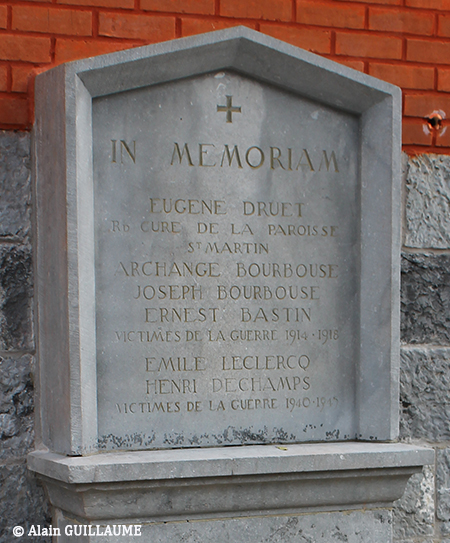 IN MEMORIAM
EUGENE DRUET
RD CURE DE LA PAROISSE
ST MARTIN
ARCHANGE BOURBOUSE
JOSEPH BOURBOUSE
ERNEST BASTIN
VICTIMES DE LA GUERRE 1914-1918
EMILE LECLERCQ
HENRI DECHAMPS
VICTIMES DE LA GUERRE 1940-1945
© Alain GUILLAUME